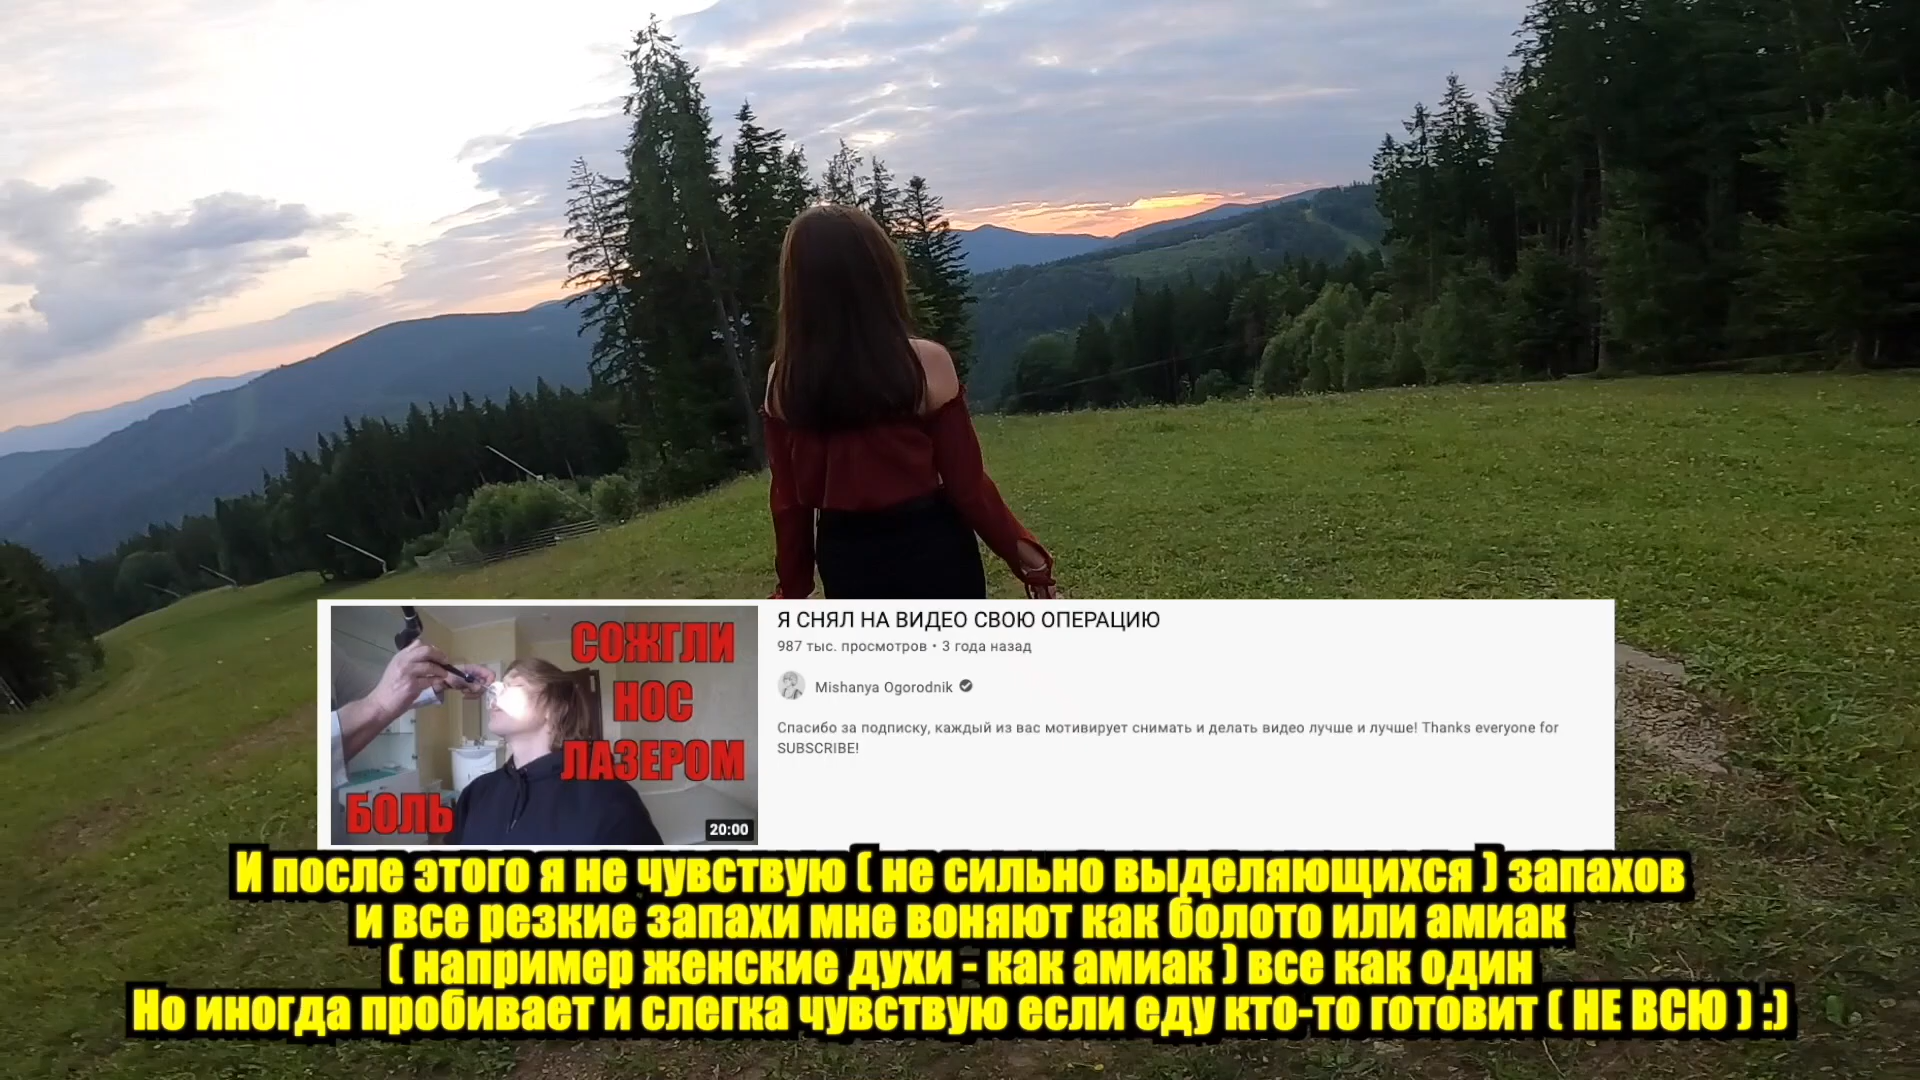 СОЖГЛИ
НОС
ЛАЗЕРОМ
БОЛЬ
20:00
Я СНЯЛ НА ВИДЕО СВОЮ ОПЕРАЦИЮ
987 тыс. просмотров • 3 года назад
Mishanya Ogorodnik
Спасибо за подписку, каждый из вас мотивирует снимать и делать видео лучше и лучше! Thanks everyone for
SUBSCRIBE!
И после этого я не чувствую ( не сильно выделяющихся ) запахов
и все резкие запахи мне воняют как болото или амиак
( например женские духи - как амиак ) все как один
Но иногда пробивает и слегка чувствую если еду кто-то готовит ( НЕ ВСЮ ) :)